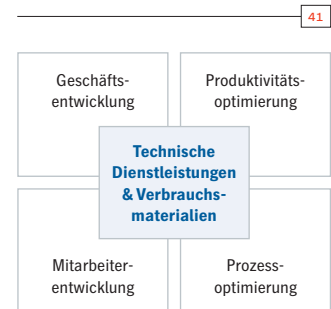 41
Geschäfts-
entwicklung
Produktivitäts-
optimierung
Technische
Dienstleistungen
& Verbrauchs-
materialien
Mitarbeiter-
entwicklung
Prozess-
optimierung